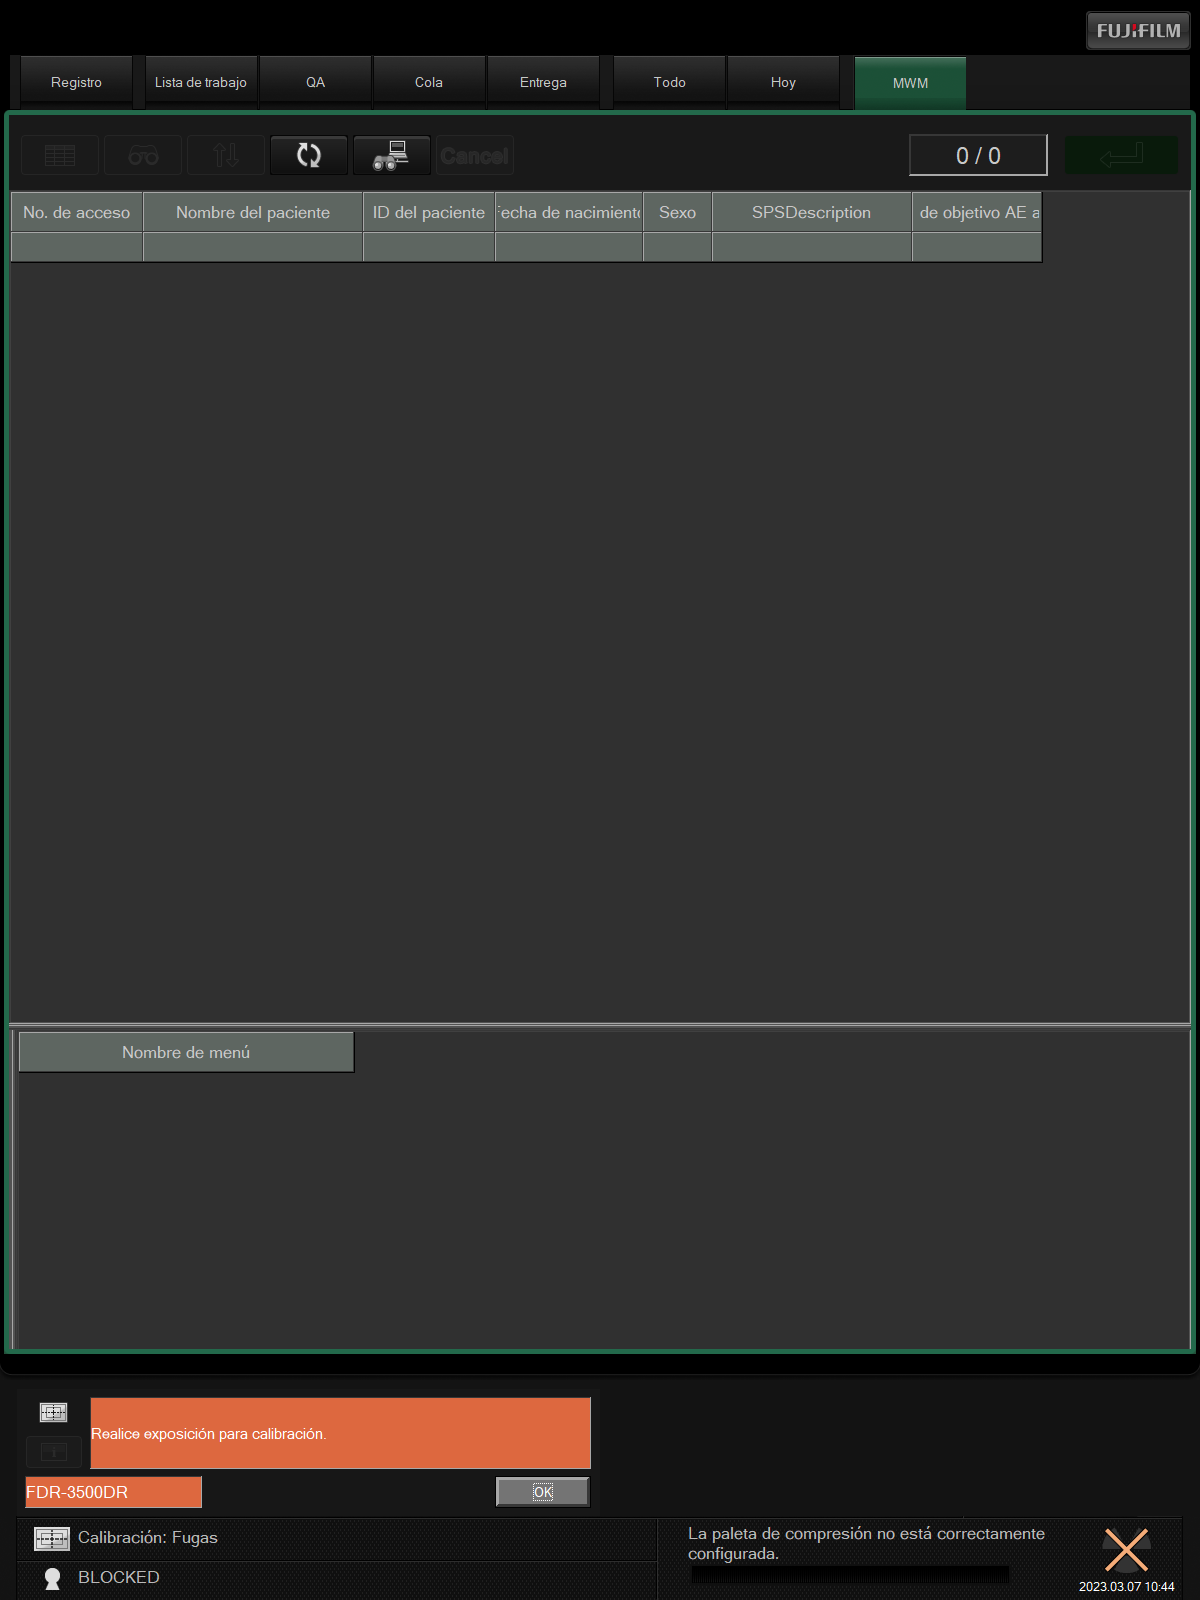 FUJIFILM
Registro
Lista de trabajo
QA
Cola
Entrega
Todo
Hoy
MWM
Cancel
0 / 0
No. de acceso
Nombre del paciente
ID del paciente
echa de nacimient
Sexo
SPSDescription
de objetivo AE a
Nombre de menú
Realice exposición para calibración.
FDR-3500DR
OK
Calibración: Fugas
BLOCKED
La paleta de compresión no está correctamente
configurada.
2023.03.07 10:44